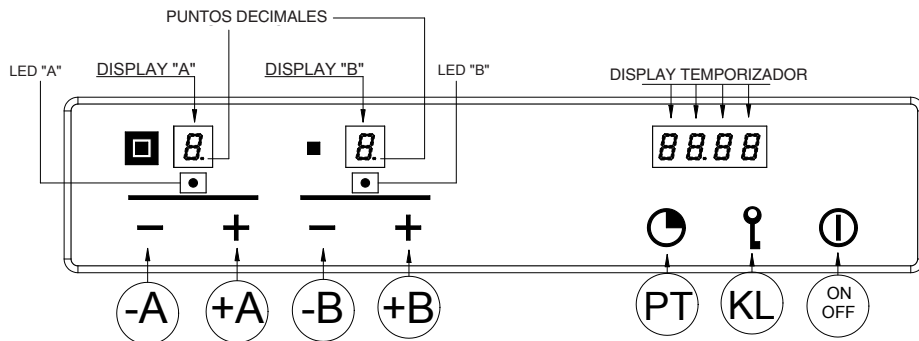 PUNTOS DECIMALES
LED "A"
DISPLAY "A"
DISPLAY "B"
LED "B"
DISPLAY TEMPORIZADOR
8.
8.
88.88
− + − +
-A +A -B +B PT KL ON
OFF